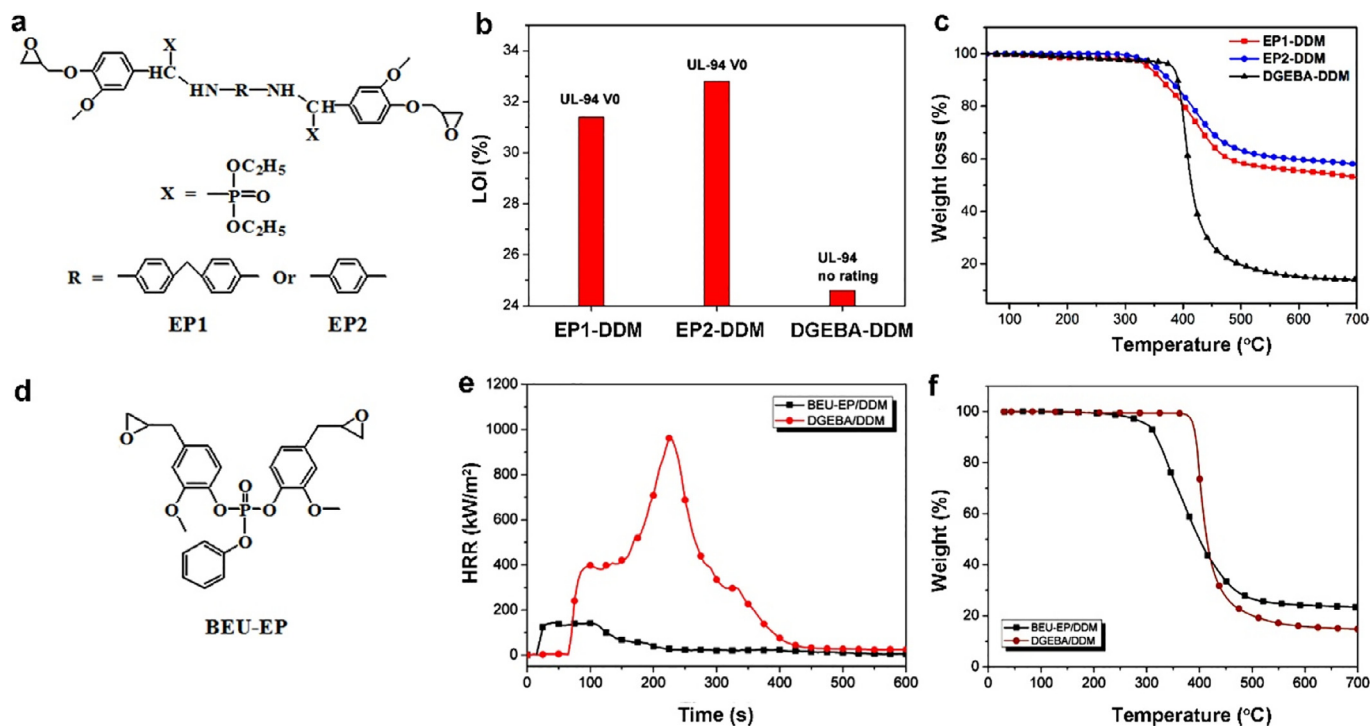 a
X
O
O
HC
O
HN—R—NH
O
CH
O
O
X
O
O C₂H₅
X = —P=O
O C₂H₅
R = Or
EP1 EP2
b
LOI (%)
34
32
30
28
26
24
UL-94 V0
UL-94 V0
UL-94
no rating
EP1-DDM EP2-DDM DGEBA-DDM
c
Weight loss (%)
100
80
60
40
20
EP1-DDM
EP2-DDM
DGEBA-DDM
100 200 300 400 500 600 700
Temperature (°C)
d
O
O
O
O O—P—O O
O
BEU-EP
e
HRR (kW/m²)
1200
1000
800
600
400
200
0
BEU-EP/DDM
DGEBA/DDM
0 100 200 300 400 500 600
Time (s)
f
Weight (%)
100
80
60
40
20
0
BEU-EP/DDM
DGEBA/DDM
0 100 200 300 400 500 600 700
Temperature (°C)